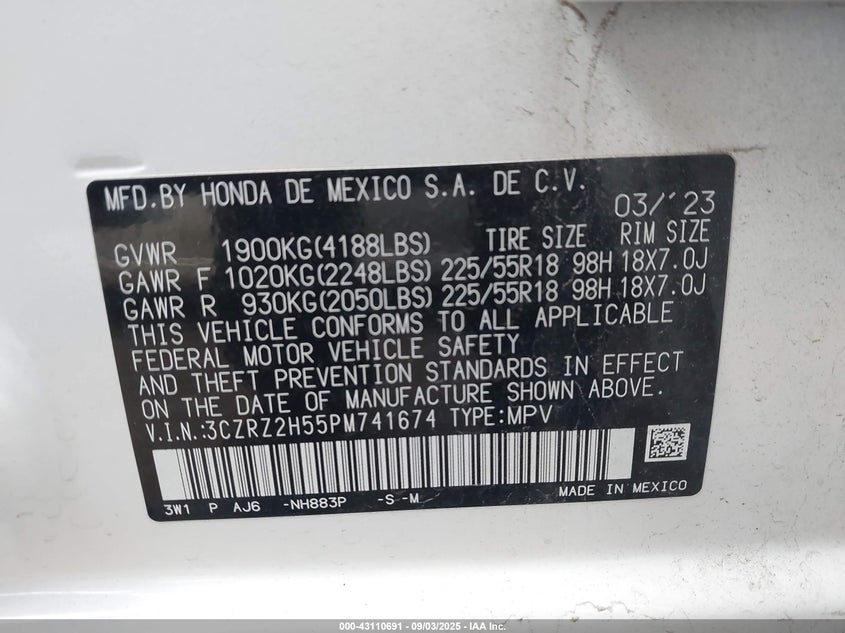 MFD.BY HONDA DE MEXICO S.A. DE C.V.
03/'23
GVWR 1900KG(4188LBS) TIRE SIZE RIM SIZE
GAWR F 1020KG(2248LBS) 225/55R18 98H 18X7.0J
GAWR R 930KG(2050LBS) 225/55R18 98H 18X7.0J
THIS VEHICLE CONFORMS TO ALL APPLICABLE
FEDERAL MOTOR VEHICLE SAFETY
AND THEFT PREVENTION STANDARDS IN EFFECT
ON THE DATE OF MANUFACTURE SHOWN ABOVE.
V.I.N.:3CZRZ2H55PM741674 TYPE:MPV
3W1 P AJ6 -NH883P -S -M MADE IN MEXICO
000-43110691 - 09/03/2025 - IAA Inc.